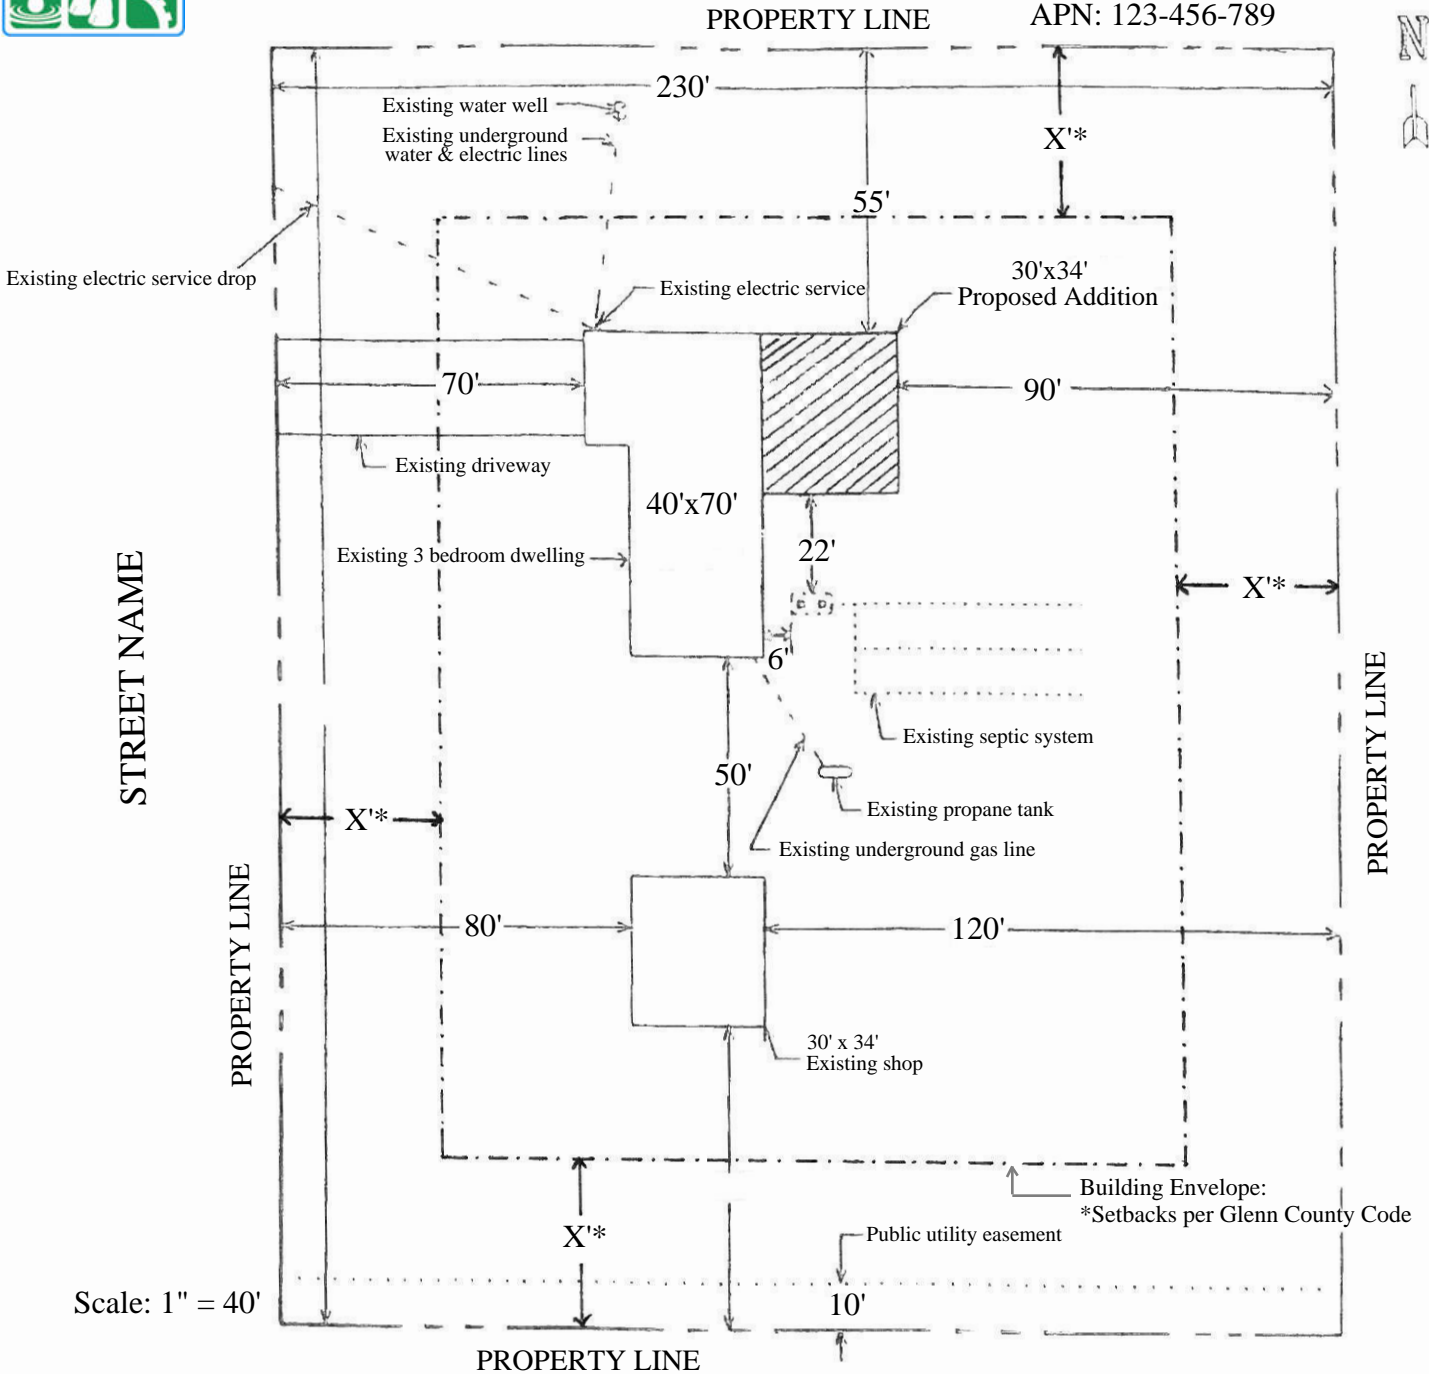 PROPERTY LINE
APN: 123-456-789
N
230'
Existing water well
Existing underground
water & electric lines
X'*
55'
Existing electric service drop
Existing electric service
30'x34'
Proposed Addition
70'
90'
Existing driveway
40'x70'
Existing 3 bedroom dwelling
22'
X'*
6'
STREET NAME
Existing septic system
PROPERTY LINE
50'
Existing propane tank
X'*
Existing underground gas line
PROPERTY LINE
80'
120'
30' x 34'
Existing shop
Building Envelope:
*Setbacks per Glenn County Code
X'*
Public utility easement
Scale: 1" = 40'
10'
PROPERTY LINE